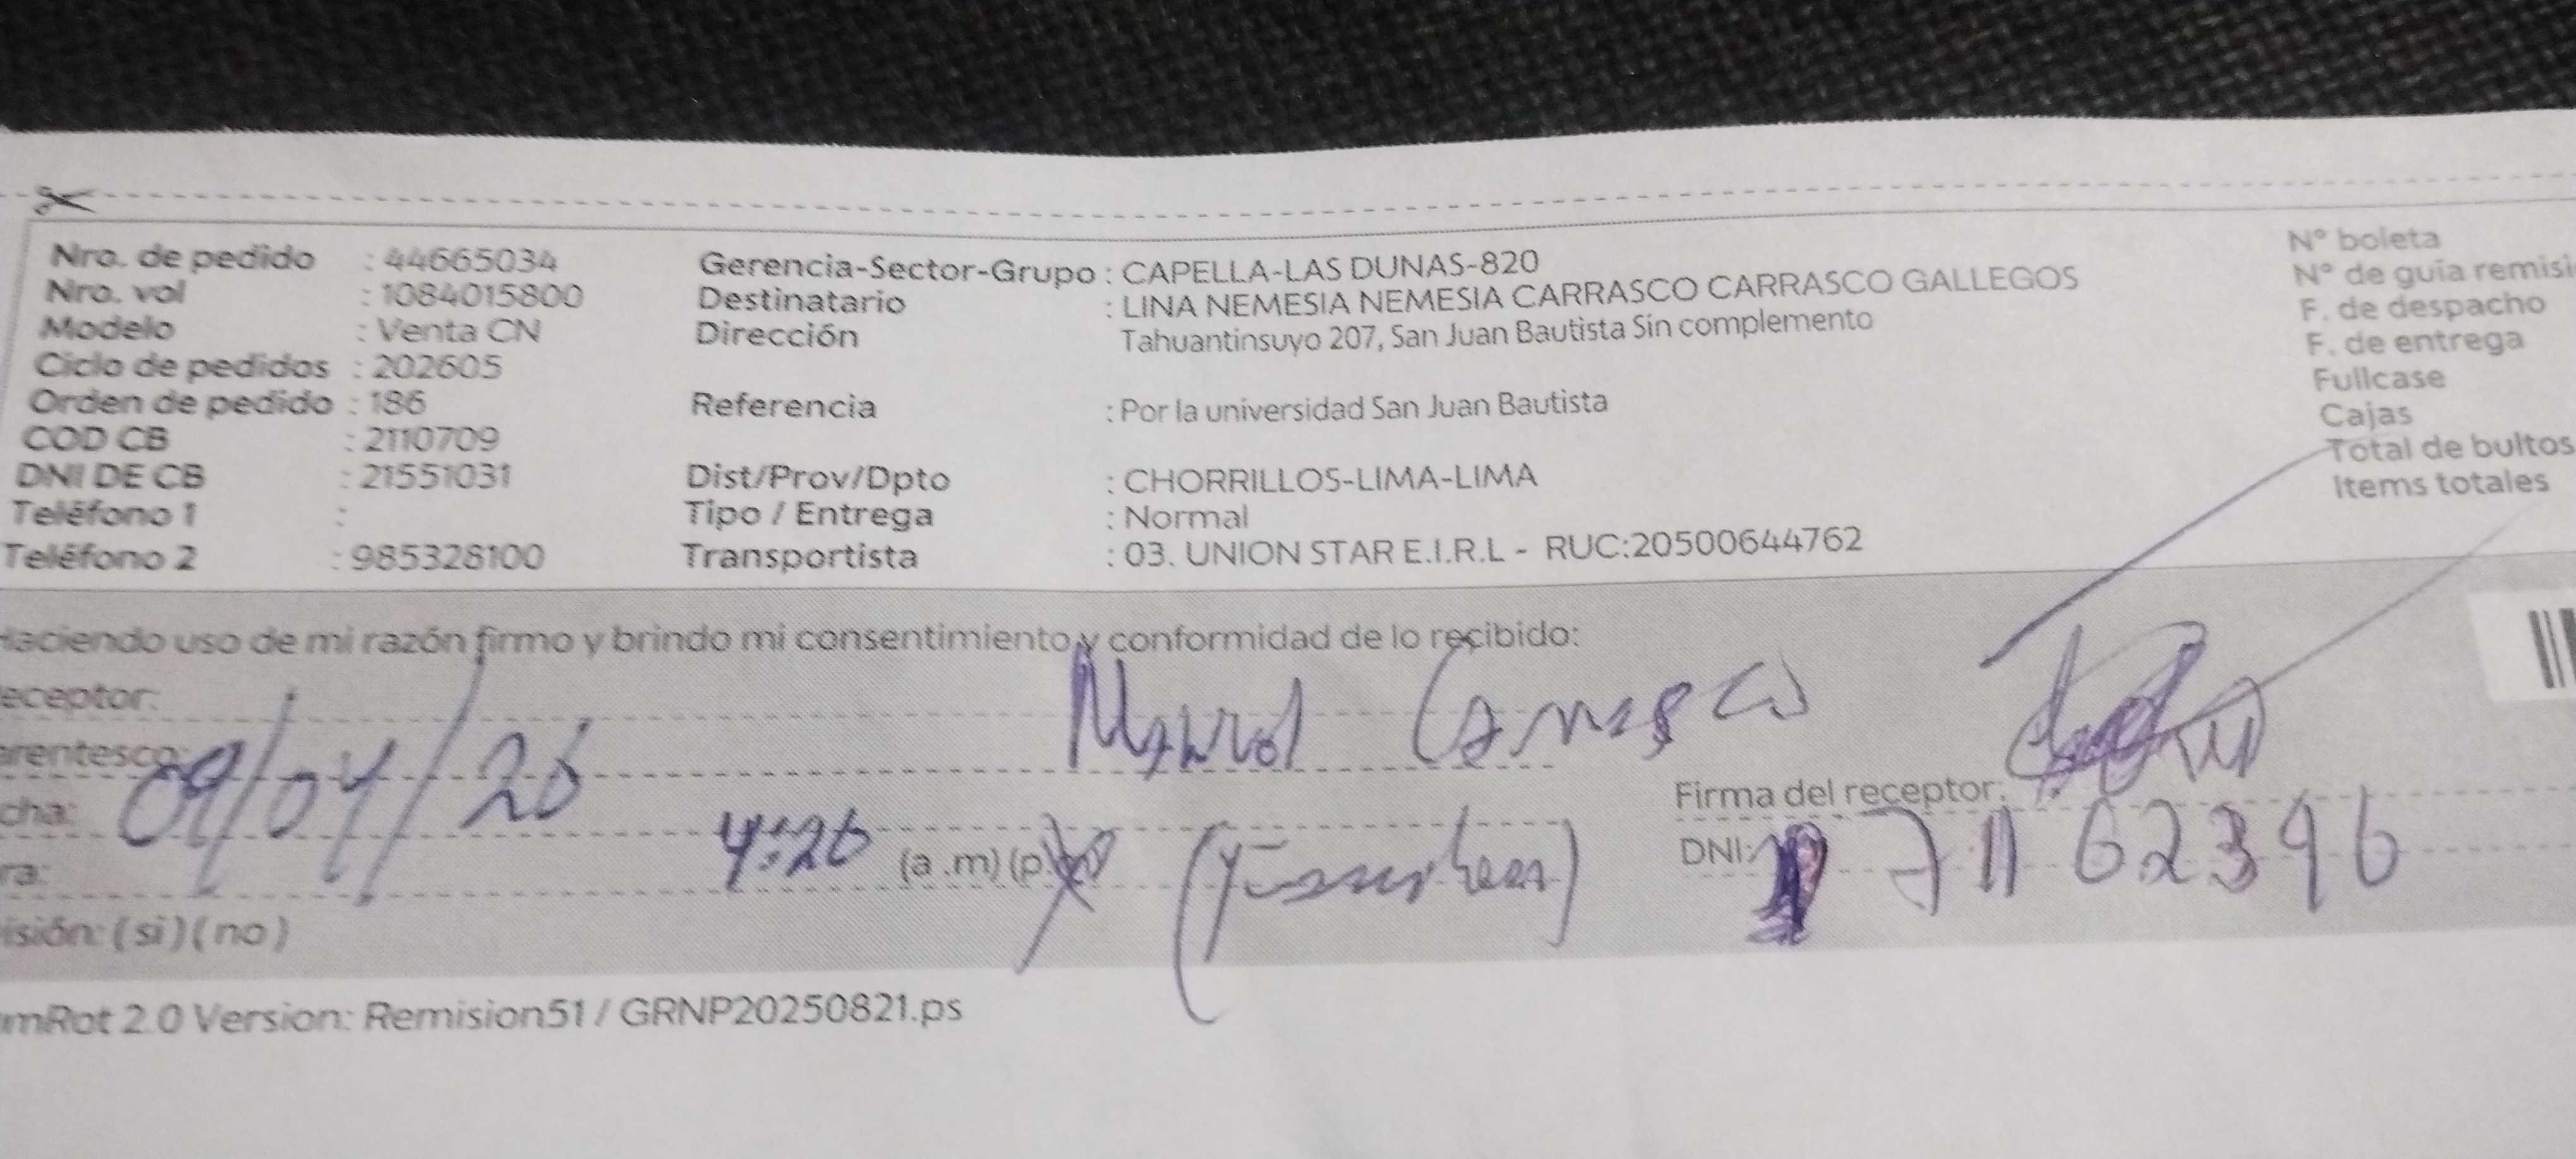 Nro. de pedido : 44665034
Nro. vol : 1084015800
Modelo : Venta CN
Ciclo de pedidos : 202605
Orden de pedido : 186
COD CB : 2110709
DNI DE CB : 21551031
Teléfono 1 :
Teléfono 2 : 985328100
Gerencia-Sector-Grupo : CAPELLA-LAS DUNAS-820
Destinatario : LINA NEMESIA NEMESIA CARRASCO CARRASCO GALLEGOS
Dirección Tahuantinsuyo 207, San Juan Bautista Sin complemento
Referencia : Por la universidad San Juan Bautista
Dist/Prov/Dpto : CHORRILLOS-LIMA-LIMA
Tipo / Entrega : Normal
Transportista : 03. UNION STAR E.I.R.L - RUC:20500644762
N° boleta
N° de guía remisi
F. de despacho
F. de entrega
Fullcase
Cajas
Total de bultos
Items totales
Haciendo uso de mi razón firmo y brindo mi consentimiento y conformidad de lo recibido:
eceptor:
arentesco:
cha: 09/04/26
ra: 4:26 (a.m) (p.m)
Firma del receptor:
DNI: 71162396
isión: (si) (no)
mRot 2.0 Version: Remision51 / GRNP20250821.ps